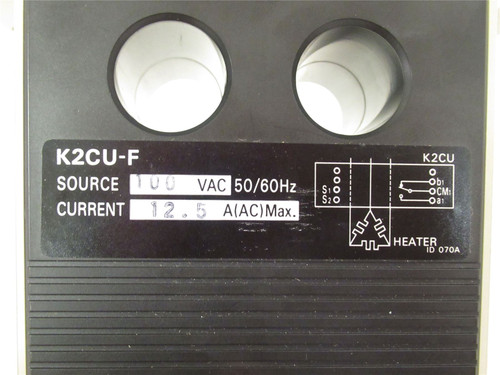 K2CU-F
SOURCE 100 VAC 50/60Hz
CURRENT 12.5 A(AC)Max.
K2CU
b1
S1 CM1
S2 a1
HEATER
ID 070A